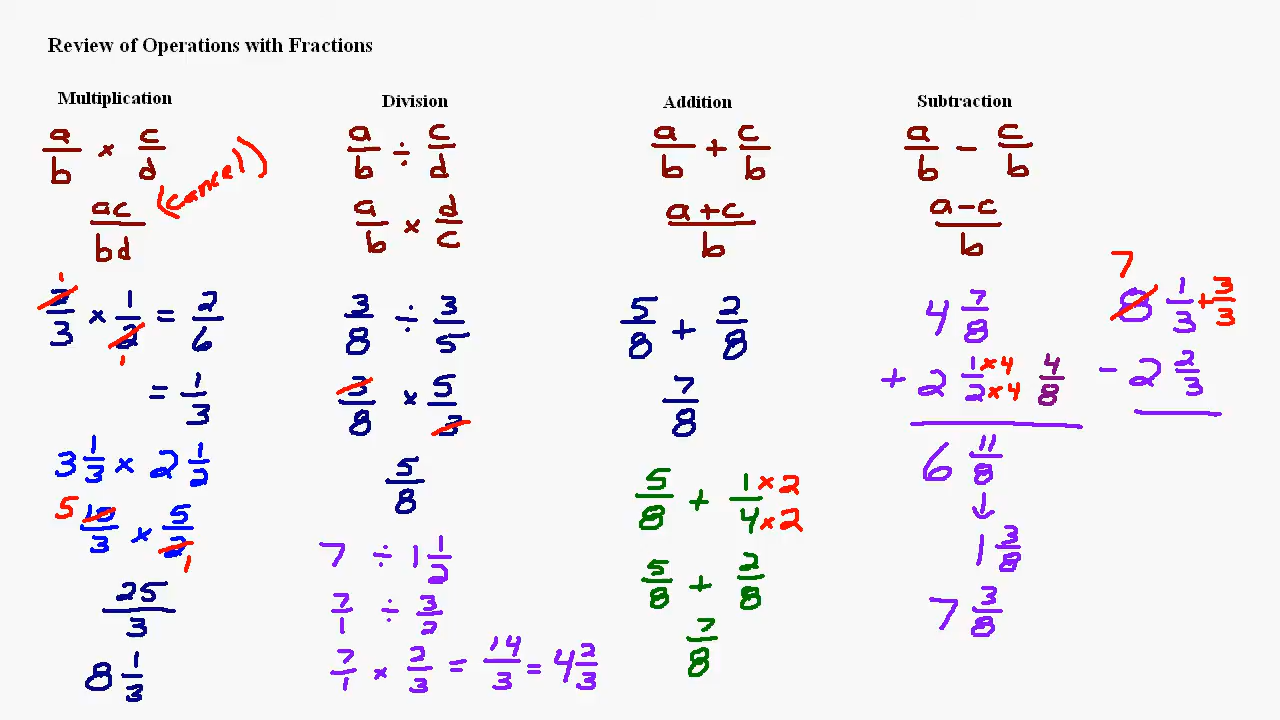 Review of Operations with Fractions
Multiplication
a/b × c/d
(cancel)
ac/bd
1
2/3 × 1/2 = 2/6
1
= 1/3
3 1/3 × 2 1/2
5 10/3 × 5/2
1
25/3
8 1/3
Division
a/b ÷ c/d
a/b × d/c
3/8 ÷ 3/5
3/8 × 5/3
5/8
7 ÷ 1 1/2
7/1 ÷ 3/2
7/1 × 2/3 = 14/3 = 4 2/3
Addition
a/b + c/b
a+c/b
5/8 + 2/8
7/8
5/8 + 1×2/4×2
5/8 + 2/8
7/8
Subtraction
a/b - c/b
a-c/b
4 7/8
+ 2 1×4/2×4 4/8
6 11/8
↓
1 3/8
7 3/8
7
8 1/3 + 3/3
- 2 2/3